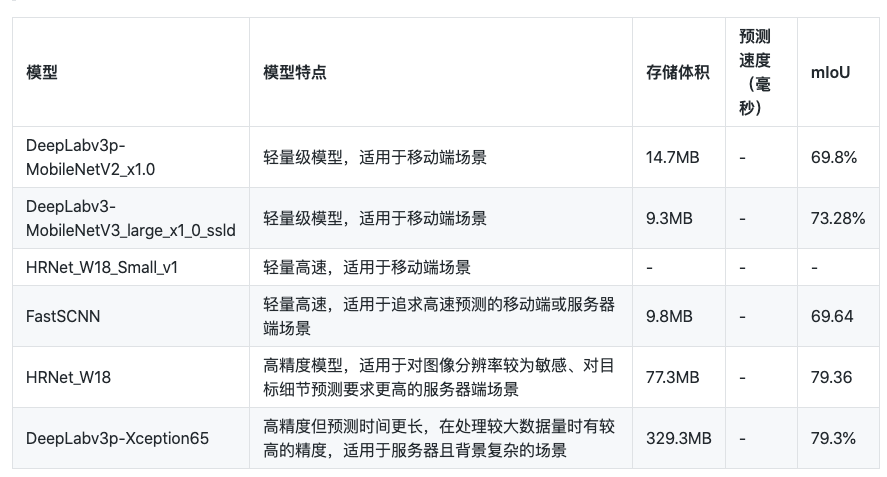 模型 模型特点 存储体积 预测 mIoU
速度
（毫
秒）
DeepLabv3p- 轻量级模型，适用于移动端场景 14.7MB - 69.8%
MobileNetV2_x1.0
DeepLabv3- 轻量级模型，适用于移动端场景 9.3MB - 73.28%
MobileNetV3_large_x1_0_ssld
HRNet_W18_Small_v1 轻量高速，适用于移动端场景 - - -
FastSCNN 轻量高速，适用于追求高速预测的移动端或服务器 9.8MB - 69.64
端场景
HRNet_W18 高精度模型，适用于对图像分辨率较为敏感、对目 77.3MB - 79.36
标细节预测要求更高的服务器端场景
DeepLabv3p-Xception65 高精度但预测时间更长，在处理较大数据量时有较 329.3MB - 79.3%
高的精度，适用于服务器且背景复杂的场景